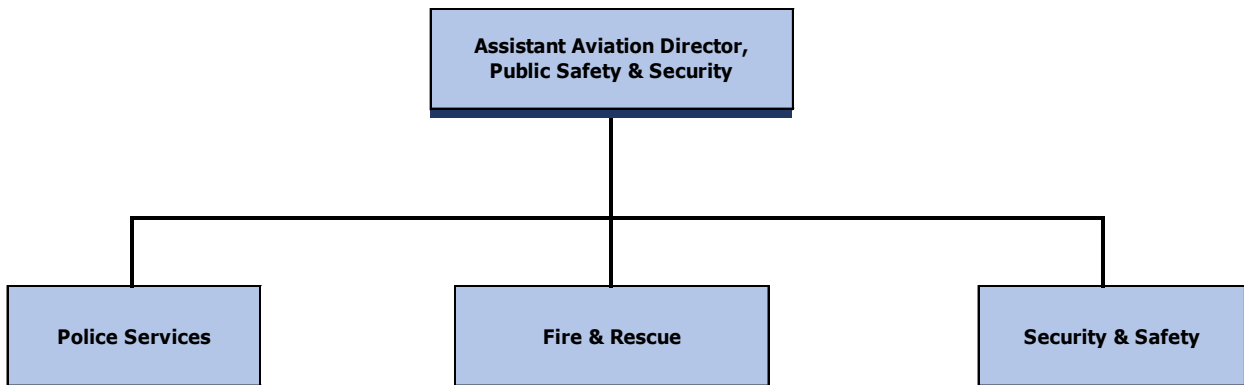 Assistant Aviation Director,
Public Safety & Security
Police Services
Fire & Rescue
Security & Safety